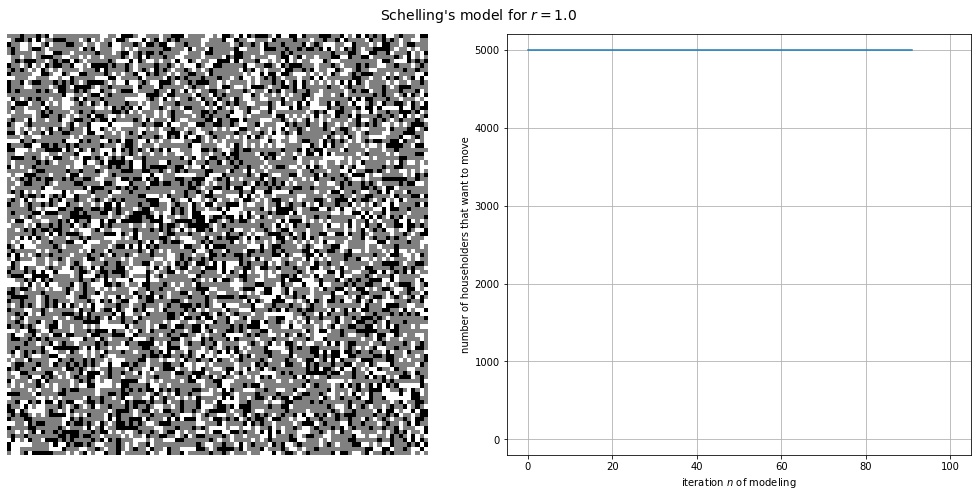 Schelling's model for r = 1.0
5000
4000
3000
2000
1000
0
number of householders that want to move
0 20 40 60 80 100
iteration n of modeling